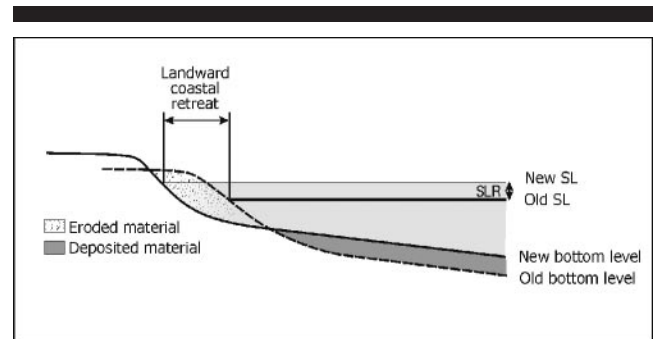 Landward
coastal
retreat
New SL
SLR
Old SL
Eroded material
Deposited material
New bottom level
Old bottom level